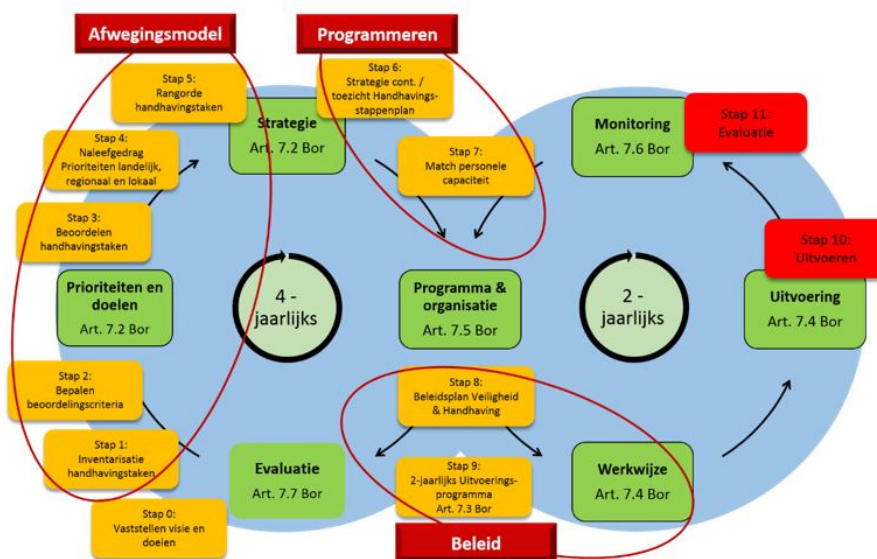 Afwegingsmodel
Programmeren
Stap 5:
Rangorde
handhavingstaken
Stap 6:
Strategie cont. /
toezicht Handhavings-
stappenplan
Strategie
Art. 7.2 Bor
Monitoring
Art. 7.6 Bor
Stap 11:
Evaluatie
Stap 4:
Naleefgedrag
Prioriteiten landelijk,
regionaal en lokaal
Stap 7:
Match personele
capaciteit
Stap 3:
Beoordelen
handhavingstaken
Stap 10:
Uitvoeren
Prioriteiten en
doelen
Art. 7.2 Bor
4 -
jaarlijks
Programma &
organisatie
Art. 7.5 Bor
2 -
jaarlijks
Uitvoering
Art. 7.4 Bor
Stap 2:
Bepalen
beoordelingscriteria
Stap 8:
Beleidsplan Veiligheid
& Handhaving
Stap 1:
Inventarisatie
handhavingstaken
Evaluatie
Art. 7.7 Bor
Stap 9:
2-jaarlijks Uitvoerings-
programma
Art. 7.3 Bor
Werkwijze
Art. 7.4 Bor
Stap 0:
Vaststellen visie en
doelen
Beleid